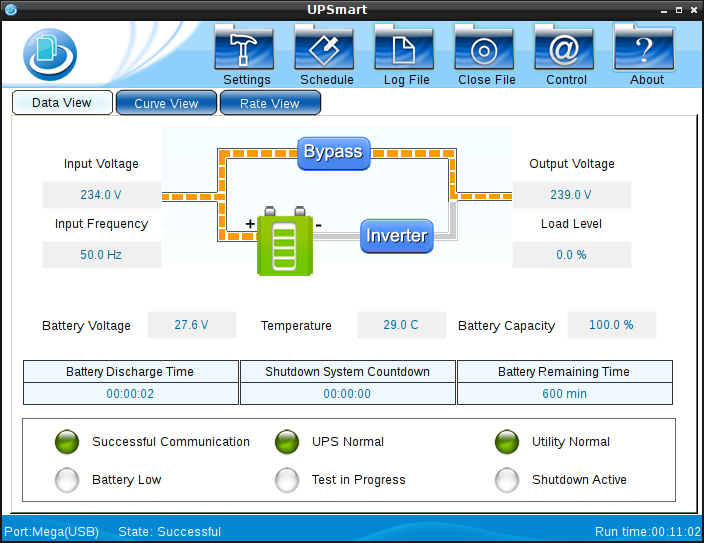 UPSmart
Settings
Schedule
Log File
Close File
Control
About
Data View
Curve View
Rate View
Input Voltage
234.0 V
Input Frequency
50.0 Hz
Bypass
+
-
Inverter
Output Voltage
239.0 V
Load Level
0.0 %
Battery Voltage
27.6 V
Temperature
29.0 C
Battery Capacity
100.0 %
Battery Discharge Time
Shutdown System Countdown
Battery Remaining Time
00:00:02
00:00:00
600 min
Successful Communication
UPS Normal
Utility Normal
Battery Low
Test in Progress
Shutdown Active
Port:Mega(USB)
State: Successful
Run time:00:11:02